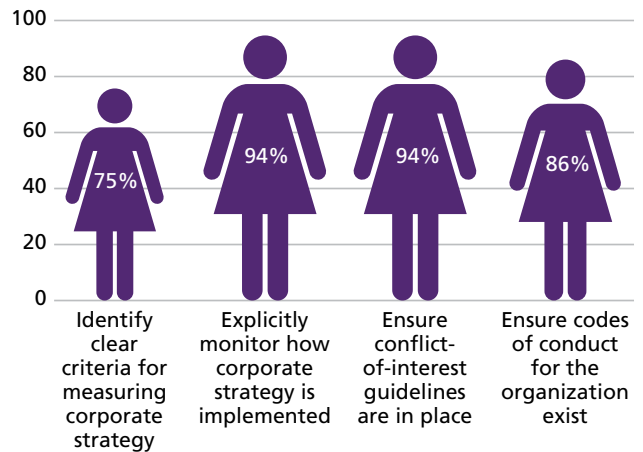 100
80
60
40
20
0
75%
94%
94%
86%
Identify
clear
criteria for
measuring
corporate
strategy
Explicitly
monitor how
corporate
strategy is
implemented
Ensure
conflict-
of-interest
guidelines
are in place
Ensure codes
of conduct
for the
organization
exist